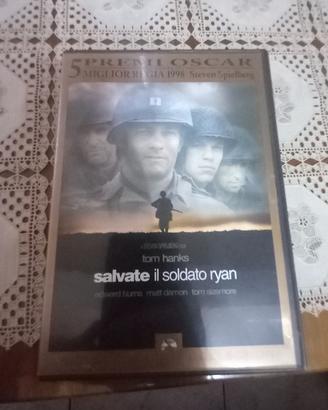 5 PREMI OSCAR
MIGLIOR REGIA 1998 Steven Spielberg
tom hanks
salvate il soldato ryan
edward burns matt damon tom sizemore